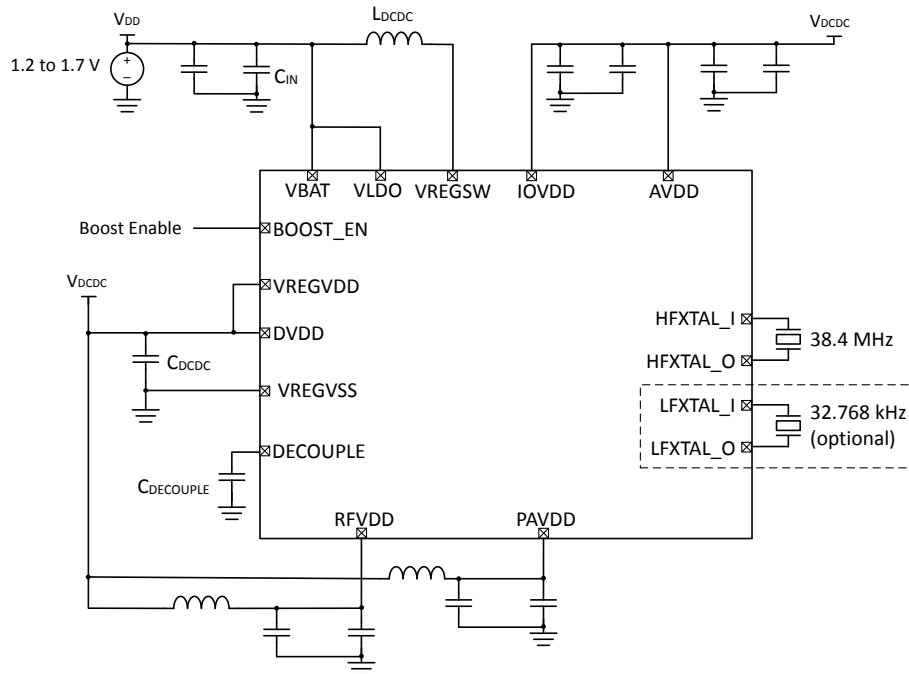 VDD
LDCDC
VDCDC
1.2 to 1.7 V
+
–
CIN
VBAT
VLDO
VREGSW
IOVDD
AVDD
Boost Enable
BOOST_EN
VDCDC
VREGVDD
DVDD
CDCDC
VREGVSS
DECOUPLE
CDECOUPLE
HFXTAL_I
38.4 MHz
HFXTAL_O
LFXTAL_I
32.768 kHz
(optional)
LFXTAL_O
RFVDD
PAVDD